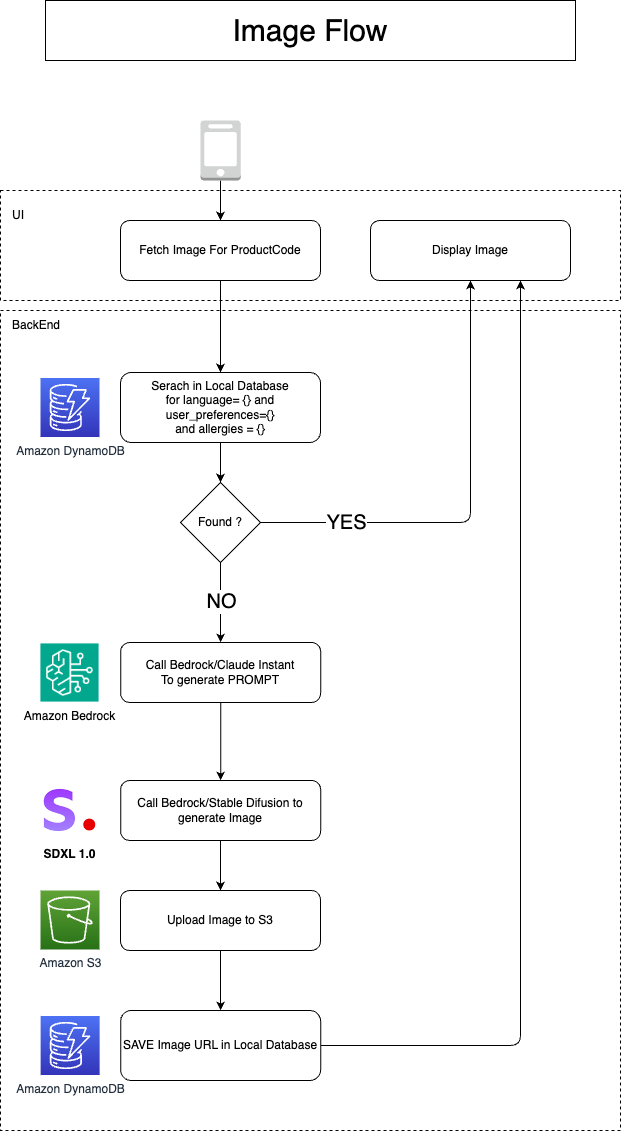 Image Flow
UI
Fetch Image For ProductCode
Display Image
BackEnd
Serach in Local Database
for language= {} and
user_preferences={}
and allergies = {}
Amazon DynamoDB
Found ?
YES
NO
Call Bedrock/Claude Instant
To generate PROMPT
Amazon Bedrock
Call Bedrock/Stable Difusion to
generate Image
S.
SDXL 1.0
Upload Image to S3
Amazon S3
SAVE Image URL in Local Database
Amazon DynamoDB